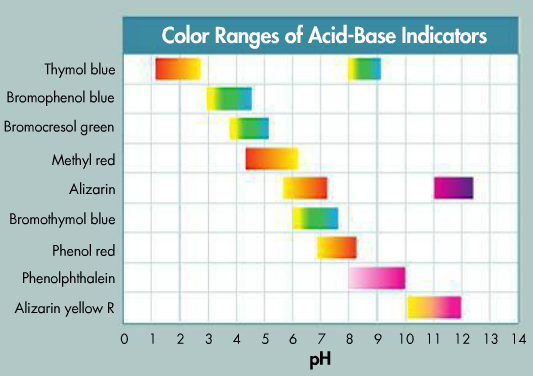 Color Ranges of Acid-Base Indicators
Thymol blue
Bromophenol blue
Bromocresol green
Methyl red
Alizarin
Bromothymol blue
Phenol red
Phenolphthalein
Alizarin yellow R
0 1 2 3 4 5 6 7 8 9 10 11 12 13 14
pH